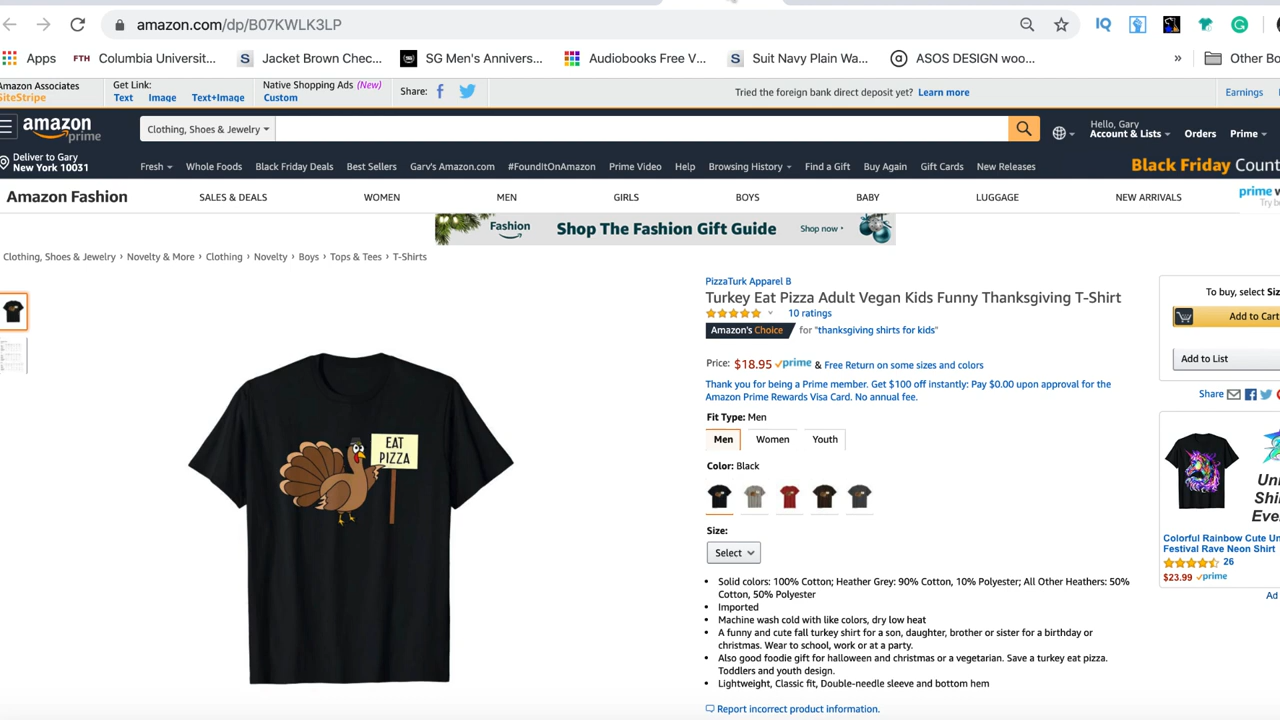 amazon.com/dp/B07KWLK3LP
Apps FTH Columbia Universit... S Jacket Brown Chec... SG Men's Annivers... Audiobooks Free V... S Suit Navy Plain Wa... ASOS DESIGN woo... » Other Bo
Amazon Associates
SiteStripe
Get Link:
Text Image Text+Image
Native Shopping Ads (New)
Custom
Share:
Tried the foreign bank direct deposit yet? Learn more
Earnings
amazon prime
Clothing, Shoes & Jewelry
Hello, Gary
Account & Lists Orders Prime
Deliver to Gary
New York 10031
Fresh Whole Foods Black Friday Deals Best Sellers Gary's Amazon.com #FoundItOnAmazon Prime Video Help Browsing History Find a Gift Buy Again Gift Cards New Releases
Black Friday Count
Amazon Fashion SALES & DEALS WOMEN MEN GIRLS BOYS BABY LUGGAGE NEW ARRIVALS
prime w
Try be
Fashion Shop The Fashion Gift Guide Shop now
Clothing, Shoes & Jewelry › Novelty & More › Clothing › Novelty › Boys › Tops & Tees › T-Shirts
EAT
PIZZA
PizzaTurk Apparel B
Turkey Eat Pizza Adult Vegan Kids Funny Thanksgiving T-Shirt
10 ratings
Amazon's Choice for "thanksgiving shirts for kids"
Price: $18.95 prime & Free Return on some sizes and colors
Thank you for being a Prime member. Get $100 off instantly: Pay $0.00 upon approval for the
Amazon Prime Rewards Visa Card. No annual fee.
Fit Type: Men
Men Women Youth
Color: Black
Size:
Select
• Solid colors: 100% Cotton; Heather Grey: 90% Cotton, 10% Polyester; All Other Heathers: 50%
Cotton, 50% Polyester
• Imported
• Machine wash cold with like colors, dry low heat
• A funny and cute fall turkey shirt for a son, daughter, brother or sister for a birthday or
christmas. Wear to school, work or at a party.
• Also good foodie gift for halloween and christmas or a vegetarian. Save a turkey eat pizza.
Toddlers and youth design.
• Lightweight, Classic fit, Double-needle sleeve and bottom hem
Report incorrect product information.
To buy, select Siz
Add to Cart
Add to List
Share
Uni
Shir
Eve
Colorful Rainbow Cute Un
Festival Rave Neon Shirt
26
$23.99 prime
Ad